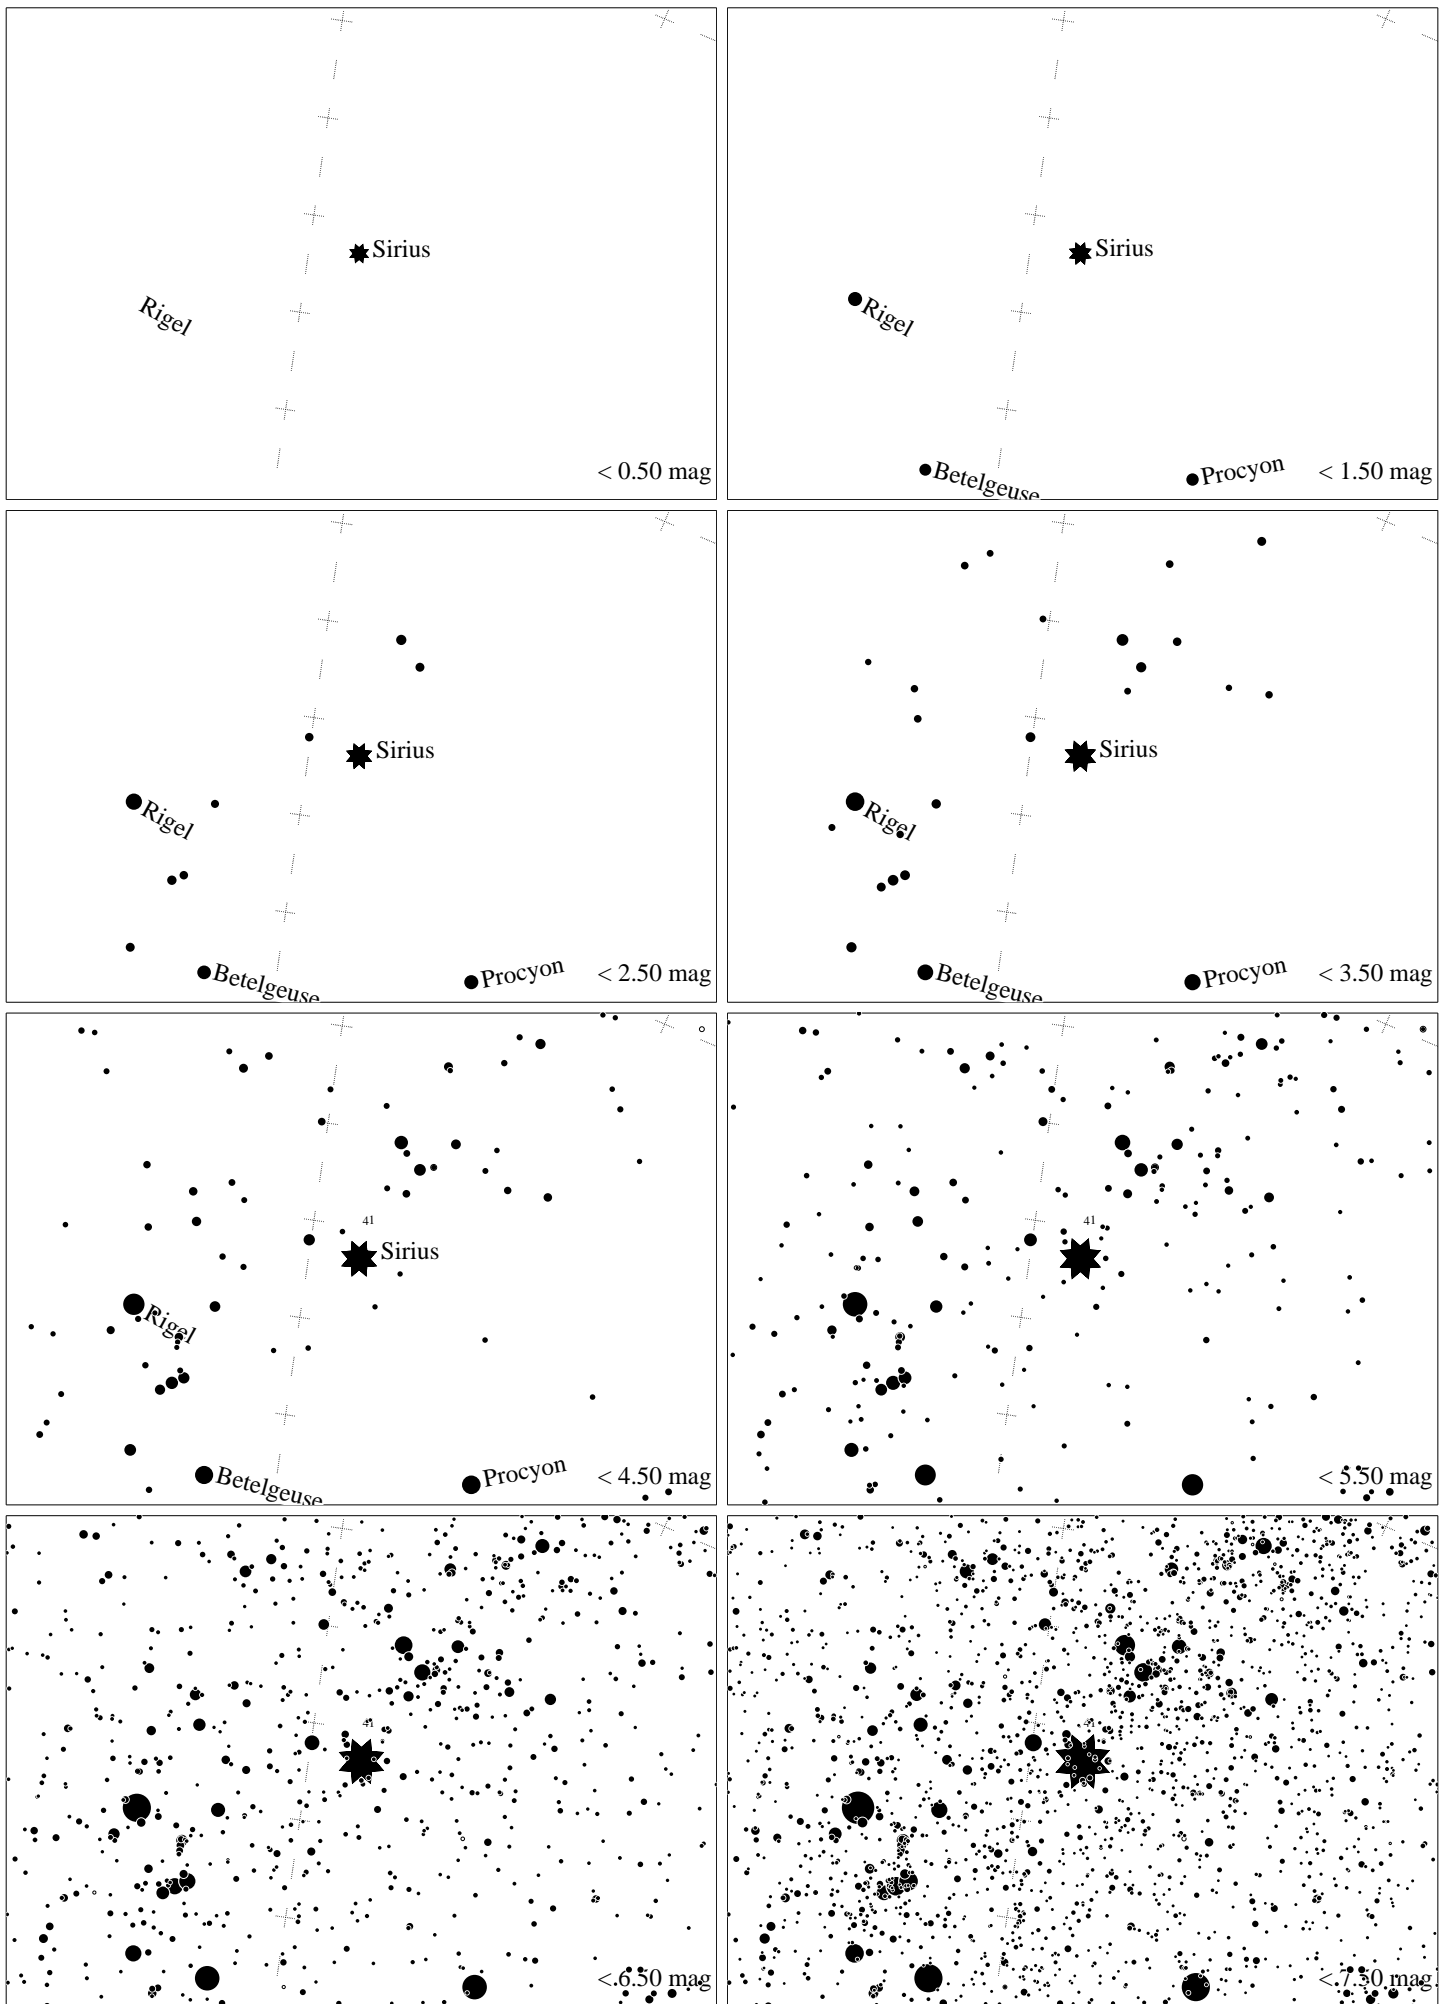 Sirius
Rigel
< 0.50 mag
Sirius
Rigel
Betelgeuse
Procyon
< 1.50 mag
Sirius
Rigel
Betelgeuse
Procyon
< 2.50 mag
Sirius
Rigel
Betelgeuse
Procyon
< 3.50 mag
41
Sirius
Rigel
Betelgeuse
Procyon
< 4.50 mag
41
< 5.50 mag
41
< 6.50 mag
41
< 7.30 mag